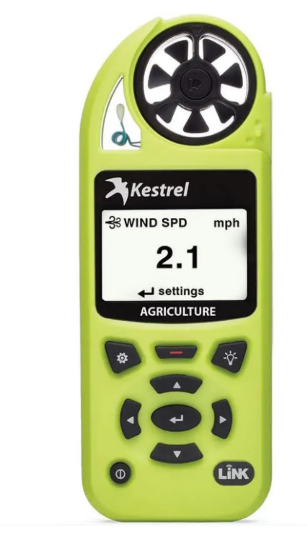 Kestrel
WIND SPD mph
2.1
settings
AGRICULTURE
LiNK